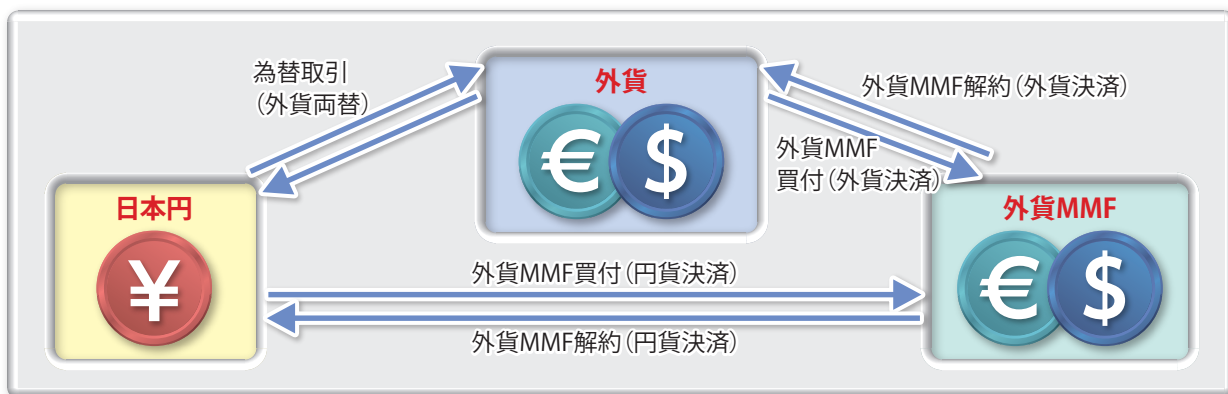 為替取引
(外貨両替)
外貨
€ $
外貨MMF解約(外貨決済)
外貨MMF
買付(外貨決済)
日本円
¥
外貨MMF
€ $
外貨MMF買付(円貨決済)
外貨MMF解約(円貨決済)